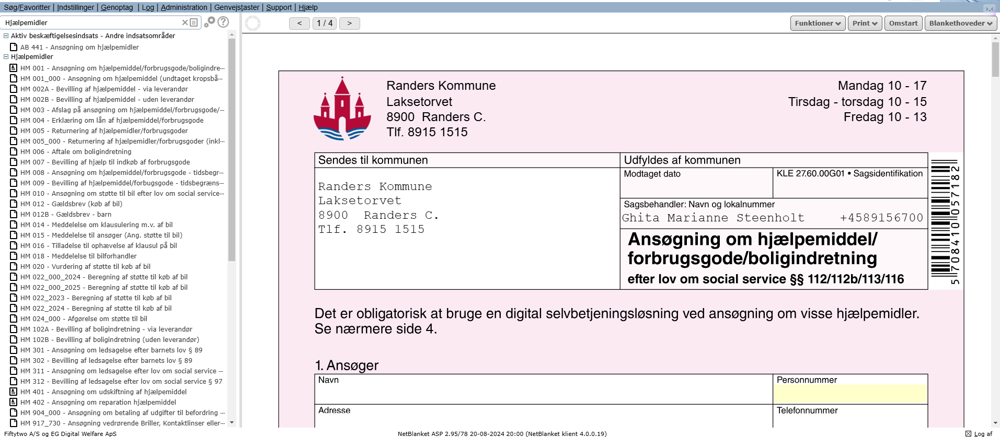 Søg/Favoritter | Indstillinger | Genoptag | Log | Administration | Genvejstaster | Support | Hjælp
Hjælpemidler
< 1 / 4 >
Funktioner Print Omstart Blankethoveder
Aktiv beskæftigelsesindsats - Andre indsatsområder
AB 441 - Ansøgning om hjælpemidler
Hjælpemidler
HM 001 - Ansøgning om hjælpemiddel/forbrugsgode/boligindre···
HM 001_000 - Ansøgning om hjælpemiddel (undtaget kropsbå···
HM 002A - Bevilling af hjælpemiddel - via leverandør
HM 002B - Bevilling af hjælpemiddel - uden leverandør
HM 003 - Afslag på ansøgning om hjælpemiddel/forbrugsgode/···
HM 004 - Erklæring om lån af hjælpemiddel/forbrugsgode
HM 005 - Returnering af hjælpemidler/forbrugsgoder
HM 005_000 - Returnering af hjælpemidler/forbrugsgoder (inkl···
HM 006 - Aftale om boligindretning
HM 007 - Bevilling af hjælp til indkøb af forbrugsgode
HM 008 - Ansøgning om hjælpemiddel/forbrugsgode - tidsbegr···
HM 009 - Bevilling af hjælpemiddel/forbugsgode - tidsbegræns···
HM 010 - Ansøgning om støtte til bil efter lov om social service···
HM 012 - Gældsbrev (køb af bil)
HM 012B - Gældsbrev - barn
HM 014 - Meddelelse om klausulering m.v. af bil
HM 015 - Meddelelse til ansøger (Ang. støtte til bil)
HM 016 - Tilladelse til ophævelse af klausul på bil
HM 018 - Meddelelse til bilforhandler
HM 020 - Vurdering af støtte til køb af bil
HM 022_000_2024 - Beregning af støtte til køb af bil
HM 022_000_2025 - Beregning af støtte til køb af bil
HM 022_2023 - Beregning af støtte til køb af bil
HM 022_2024 - Beregning af støtte til køb af bil
HM 024_000 - Afgørelse om støtte til bil
HM 102A - Bevilling af boligindretning - via leverandør
HM 102B - Bevilling af boligindretning (uden leverandør)
HM 301 - Ansøgning om ledsagelse efter barnets lov § 89
HM 302 - Bevilling af ledsagelse efter barnets lov § 89
HM 311 - Ansøgning om ledsagelse efter lov om social service ···
HM 312 - Bevilling af ledsagelse efter lov om social service § 97
HM 401 - Ansøgning om udskiftning af hjælpemiddel
HM 402 - Ansøgning om reparation hjælpemiddel
HM 904_000 - Ansøgning om betaling af udgifter til befordring ···
HM 917_730 - Ansøgning vedrørende Briller, Kontaktlinser eller···
Randers Kommune
Laksetorvet
8900 Randers C.
Tlf. 8915 1515
Mandag 10 - 17
Tirsdag - torsdag 10 - 15
Fredag 10 - 13
Sendes til kommunen
Randers Kommune
Laksetorvet
8900 Randers C.
Tlf. 8915 1515
Udfyldes af kommunen
Modtaget dato
KLE 27.60.00G01 • Sagsidentifikation
Sagsbehandler: Navn og lokalnummer
Ghita Marianne Steenholt +4589156700
Ansøgning om hjælpemiddel/
forbrugsgode/boligindretning
efter lov om social service §§ 112/112b/113/116
5 708410 057182
Det er obligatorisk at bruge en digital selvbetjeningsløsning ved ansøgning om visse hjælpemidler.
Se nærmere side 4.
1. Ansøger
Navn
Personnummer
Adresse
Telefonnummer
Fiftytwo A/S og EG Digital Welfare ApS
NetBlanket ASP 2.95/78 20-08-2024 20:00 (NetBlanket klient 4.0.0.19)
Log af